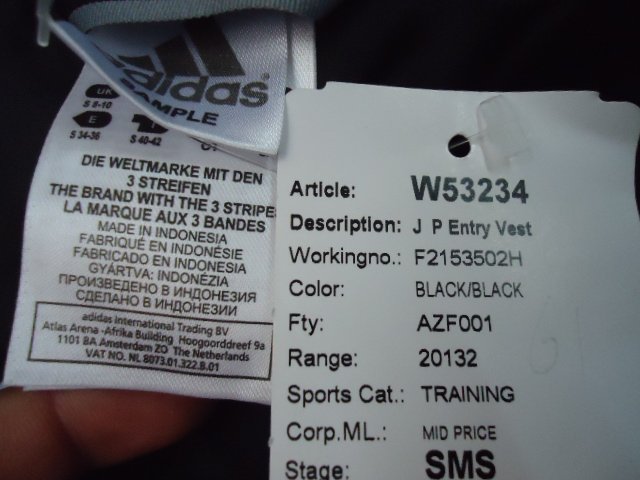 adidas
SAMPLE
UK
S 8-10
E
S 34-36
S 40-42
DIE WELTMARKE MIT DEN
3 STREIFEN
THE BRAND WITH THE 3 STRIPE
LA MARQUE AUX 3 BANDES
MADE IN INDONESIA
FABRIQUÉ EN INDONÉSIE
FABRICADO EN INDONESIA
GYÁRTVA: INDONÉZIA
ПРОИЗВЕДЕНО В ИНДОНЕЗИЯ
СДЕЛАНО В ИНДОНЕЗИИ
adidas International Trading BV
Atlas Arena -Afrika Building Hoogoorddreef 9a
1101 BA Amsterdam ZO The Netherlands
VAT NO. NL 8073.01.322.B.01
Article: W53234
Description: J P Entry Vest
Workingno.: F2153502H
Color: BLACK/BLACK
Fty: AZF001
Range: 20132
Sports Cat.: TRAINING
Corp.ML.: MID PRICE
Stage: SMS